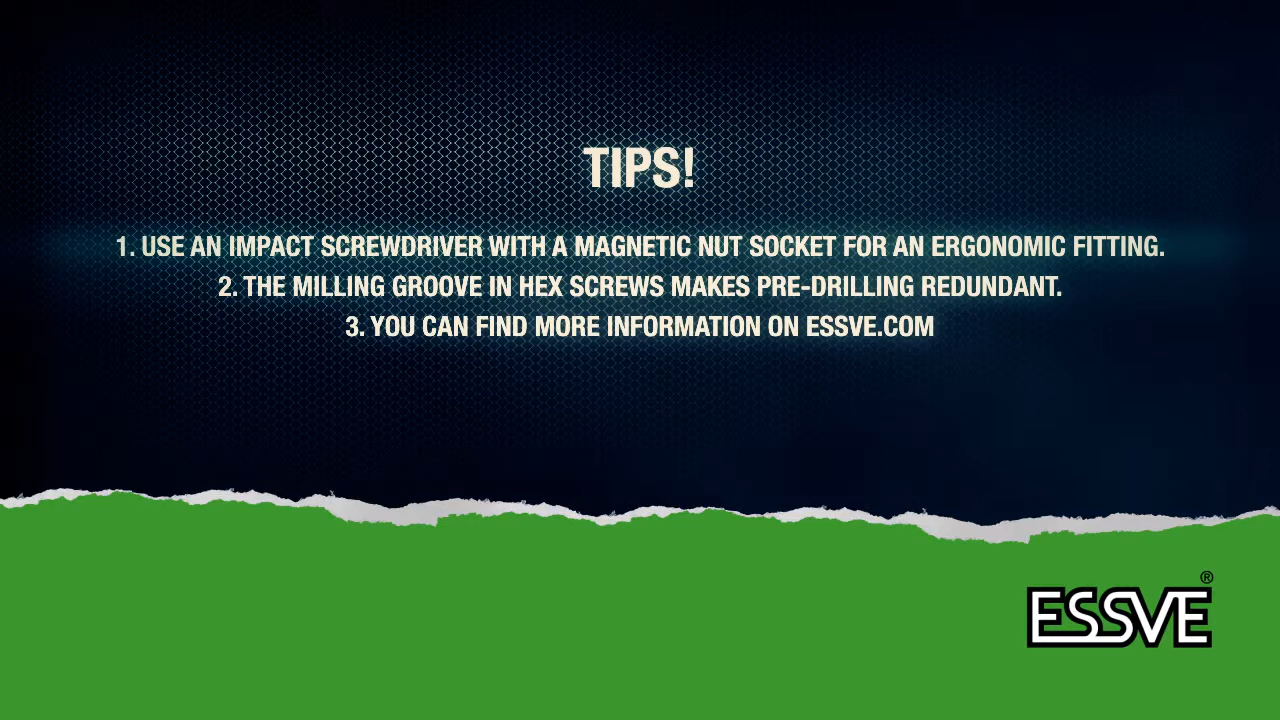 TIPS!
1. USE AN IMPACT SCREWDRIVER WITH A MAGNETIC NUT SOCKET FOR AN ERGONOMIC FITTING.
2. THE MILLING GROOVE IN HEX SCREWS MAKES PRE-DRILLING REDUNDANT.
3. YOU CAN FIND MORE INFORMATION ON ESSVE.COM
ESSVE®